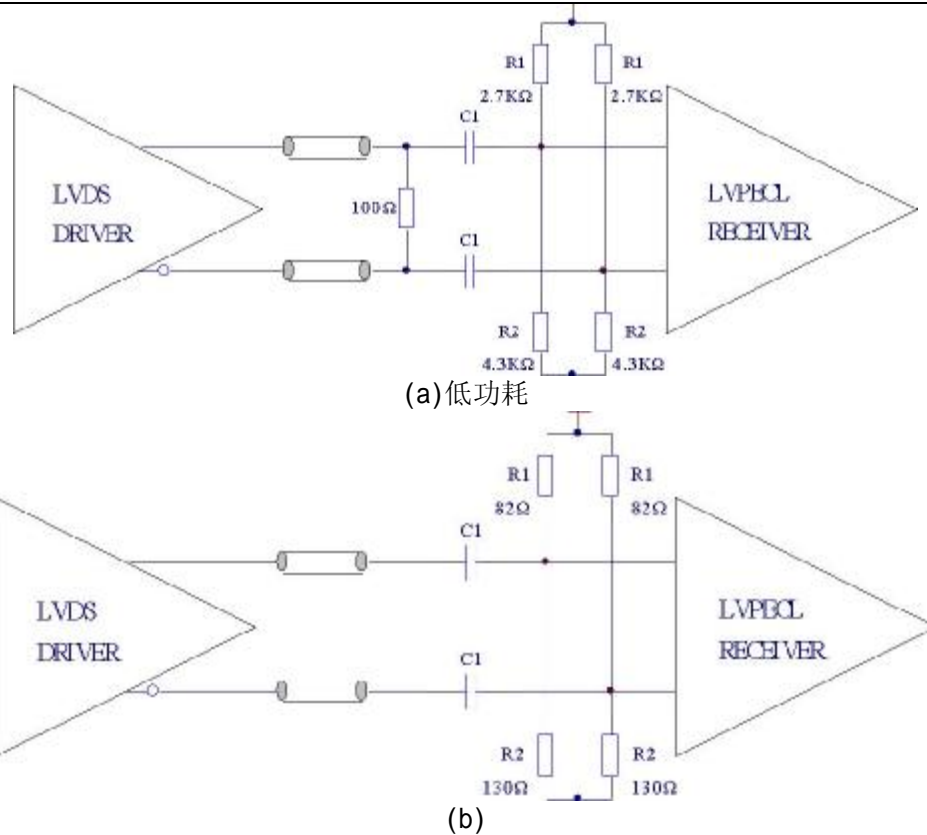 R1 R1
2.7KΩ 2.7KΩ
C1
LVDS
DRIVER
100Ω
LVPECL
RECEIVER
C1
R2 R2
4.3KΩ 4.3KΩ
(a)低功耗
R1 R1
82Ω 82Ω
C1
LVDS
DRIVER
LVPECL
RECEIVER
C1
R2 R2
130Ω 130Ω
(b)